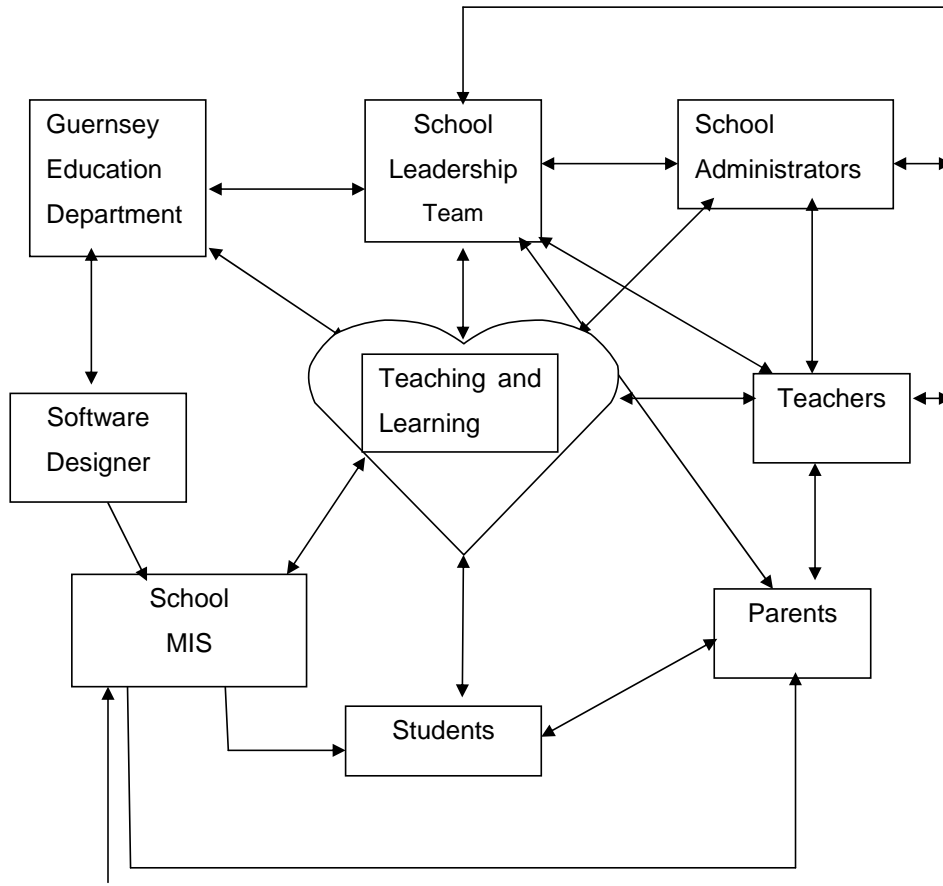 Guernsey
Education
Department
School
Leadership
Team
School
Administrators
Teaching and
Learning
Teachers
Software
Designer
School
MIS
Parents
Students